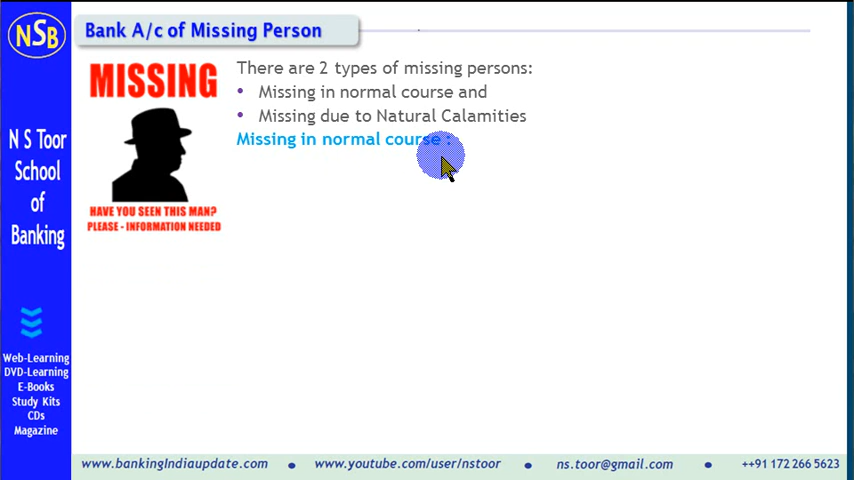 NSB
Bank A/c of Missing Person
MISSING
HAVE YOU SEEN THIS MAN?
PLEASE - INFORMATION NEEDED
There are 2 types of missing persons:
• Missing in normal course and
• Missing due to Natural Calamities
Missing in normal course :
N S Toor
School
of
Banking
Web-Learning
DVD-Learning
E-Books
Study Kits
CDs
Magazine
www.bankingIndiaupdate.com • www.youtube.com/user/nstoor • ns.toor@gmail.com • ++91 172 266 5623